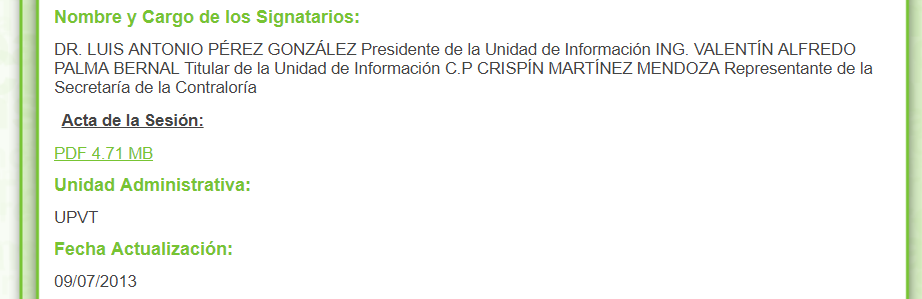 Nombre y Cargo de los Signatarios:
DR. LUIS ANTONIO PÉREZ GONZÁLEZ Presidente de la Unidad de Información ING. VALENTÍN ALFREDO
PALMA BERNAL Titular de la Unidad de Información C.P CRISPÍN MARTÍNEZ MENDOZA Representante de la
Secretaría de la Contraloría
Acta de la Sesión:
PDF 4.71 MB
Unidad Administrativa:
UPVT
Fecha Actualización:
09/07/2013